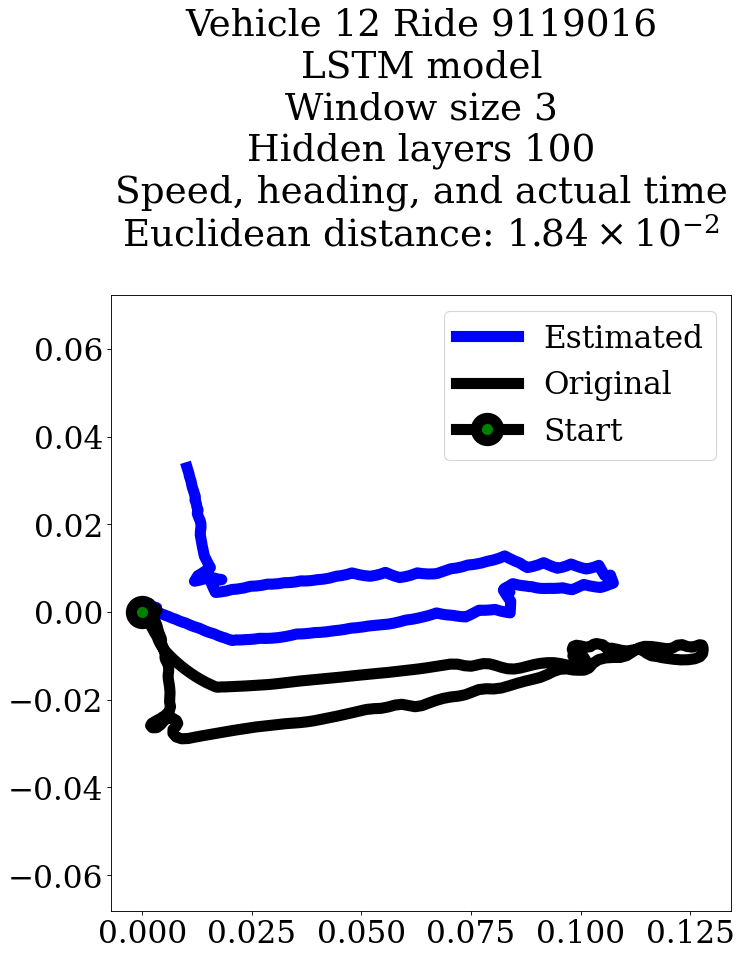 Vehicle 12 Ride 9119016
LSTM model
Window size 3
Hidden layers 100
Speed, heading, and actual time
Euclidean distance: 1.84 × 10⁻²
Estimated
Original
Start
0.06
0.04
0.02
0.00
−0.02
−0.04
−0.06
0.000 0.025 0.050 0.075 0.100 0.125